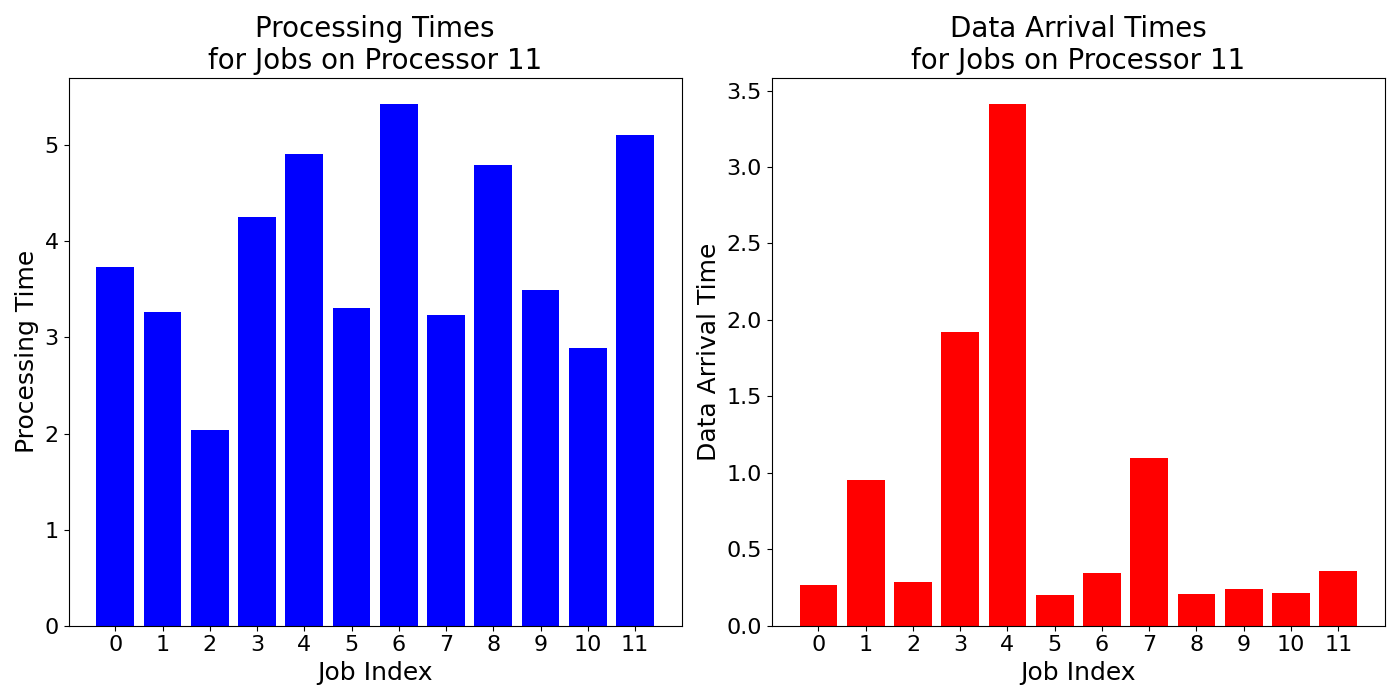 Processing Times
for Jobs on Processor 11
Processing Time
5
4
3
2
1
0
0 1 2 3 4 5 6 7 8 9 10 11
Job Index
Data Arrival Times
for Jobs on Processor 11
Data Arrival Time
3.5
3.0
2.5
2.0
1.5
1.0
0.5
0.0
0 1 2 3 4 5 6 7 8 9 10 11
Job Index